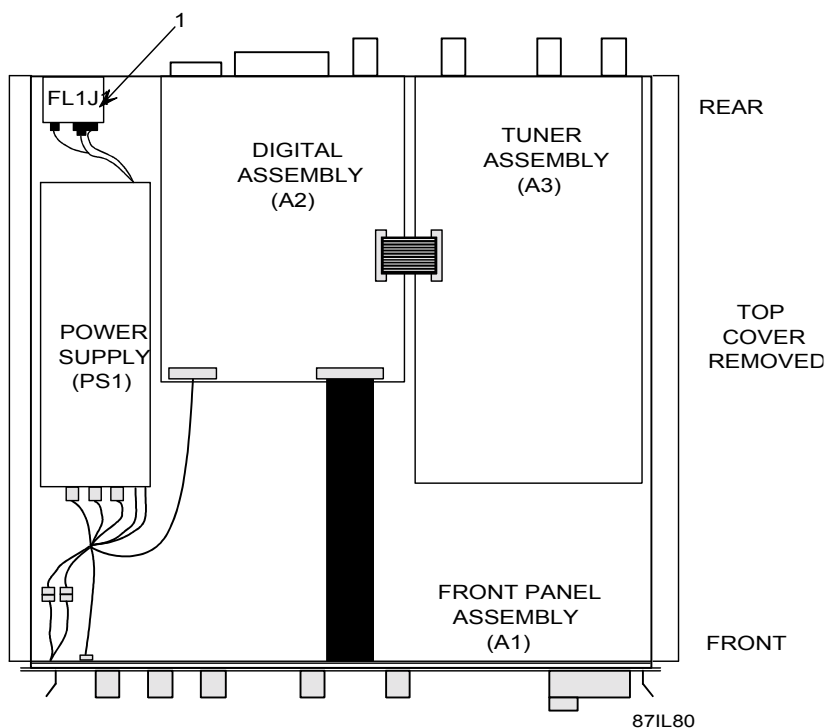 1
FL1J1
REAR
DIGITAL
ASSEMBLY
(A2)
TUNER
ASSEMBLY
(A3)
POWER
SUPPLY
(PS1)
TOP
COVER
REMOVED
FRONT PANEL
ASSEMBLY
(A1)
FRONT
87IL80